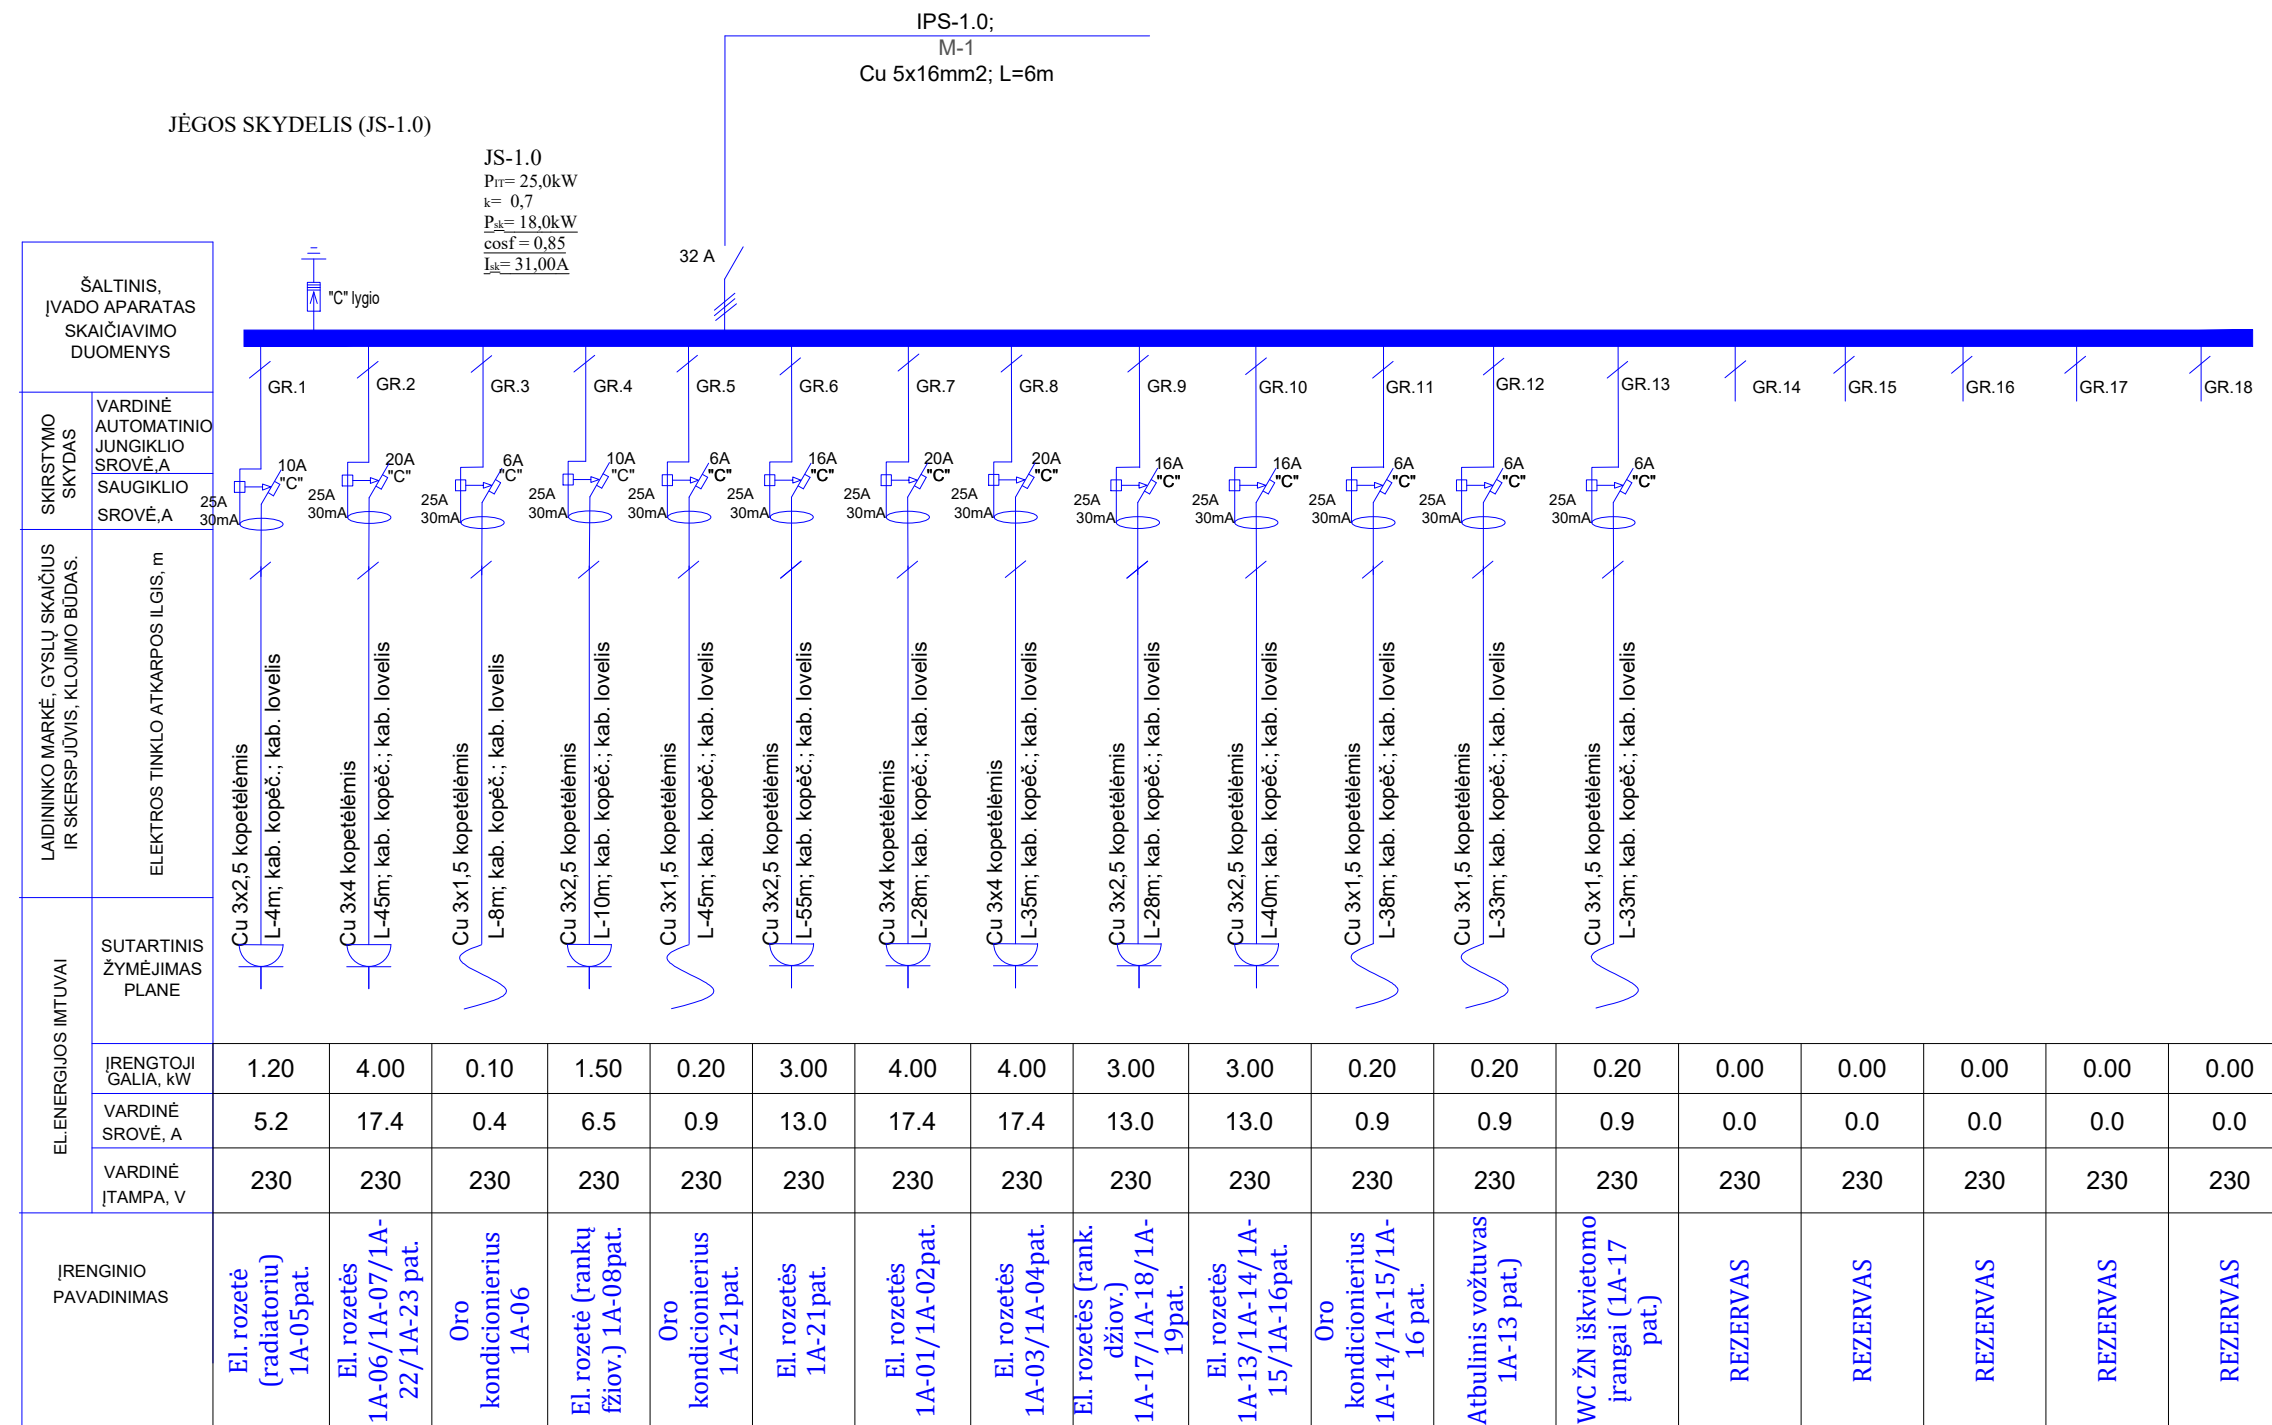 IPS-1.0;
M-1
Cu 5x16mm2; L=6m
JĖGOS SKYDELIS (JS-1.0)
JS-1.0
PIT= 25,0kW
k= 0,7
Psk= 18,0kW
cosf = 0,85
Isk= 31,00A
32 A
"C" lygio
ŠALTINIS,
ĮVADO APARATAS
SKAIČIAVIMO
DUOMENYS
GR.1
GR.2
GR.3
GR.4
GR.5
GR.6
GR.7
GR.8
GR.9
GR.10
GR.11
GR.12
GR.13
GR.14
GR.15
GR.16
GR.17
GR.18
SKIRSTYMO
SKYDAS
VARDINĖ
AUTOMATINIO
JUNGIKLIO
SROVĖ,A
SAUGIKLIO
SROVĖ,A
10A
"C"
25A
30mA
20A
"C"
25A
30mA
6A
"C"
25A
30mA
10A
"C"
25A
30mA
6A
"C"
25A
30mA
16A
"C"
25A
30mA
20A
"C"
25A
30mA
20A
"C"
25A
30mA
16A
"C"
25A
30mA
16A
"C"
25A
30mA
6A
"C"
25A
30mA
6A
"C"
25A
30mA
6A
"C"
25A
30mA
LAIDININKO MARKĖ, GYSLŲ SKAIČIUS
IR SKERSPJŪVIS, KLOJIMO BŪDAS.
ELEKTROS TINKLO ATKARPOS ILGIS, m
Cu 3x2,5 kopetėlėmis
L-4m; kab. kopėč.; kab. lovelis
Cu 3x4 kopetėlėmis
L-45m; kab. kopėč.; kab. lovelis
Cu 3x1,5 kopetėlėmis
L-8m; kab. kopėč.; kab. lovelis
Cu 3x2,5 kopetėlėmis
L-10m; kab. kopėč.; kab. lovelis
Cu 3x1,5 kopetėlėmis
L-45m; kab. kopėč.; kab. lovelis
Cu 3x2,5 kopetėlėmis
L-55m; kab. kopėč.; kab. lovelis
Cu 3x4 kopetėlėmis
L-28m; kab. kopėč.; kab. lovelis
Cu 3x4 kopetėlėmis
L-35m; kab. kopėč.; kab. lovelis
Cu 3x2,5 kopetėlėmis
L-28m; kab. kopėč.; kab. lovelis
Cu 3x2,5 kopetėlėmis
L-40m; kab. kopėč.; kab. lovelis
Cu 3x1,5 kopetėlėmis
L-38m; kab. kopėč.; kab. lovelis
Cu 3x1,5 kopetėlėmis
L-33m; kab. kopėč.; kab. lovelis
Cu 3x1,5 kopetėlėmis
L-33m; kab. kopėč.; kab. lovelis
EL.ENERGIJOS IMTUVAI
SUTARTINIS
ŽYMĖJIMAS
PLANE
ĮRENGTOJI
GALIA, kW
1.20 4.00 0.10 1.50 0.20 3.00 4.00 4.00 3.00 3.00 0.20 0.20 0.20 0.00 0.00 0.00 0.00 0.00
VARDINĖ
SROVĖ, A
5.2 17.4 0.4 6.5 0.9 13.0 17.4 17.4 13.0 13.0 0.9 0.9 0.9 0.0 0.0 0.0 0.0 0.0
VARDINĖ
ĮTAMPA, V
230 230 230 230 230 230 230 230 230 230 230 230 230 230 230 230 230 230
ĮRENGINIO
PAVADINIMAS
El. rozetė
(radiatoriu)
1A-05pat.
El. rozetės
1A-06/1A-07/1A-
22/1A-23 pat.
Oro
kondicionierius
1A-06
El. rozetė (rankų
fžiov.) 1A-08pat.
Oro
kondicionierius
1A-21pat.
El. rozetės
1A-21pat.
El. rozetės
1A-01/1A-02pat.
El. rozetės
1A-03/1A-04pat.
El. rozetės (rank.
džiov.)
1A-17/1A-18/1A-
19pat.
El. rozetės
1A-13/1A-14/1A-
15/1A-16pat.
Oro
kondicionierius
1A-14/1A-15/1A-
16 pat.
Atbulinis vožtuvas
1A-13 pat.)
WC ŽN iškvietomo
įrangai (1A-17
pat.)
REZERVAS
REZERVAS
REZERVAS
REZERVAS
REZERVAS